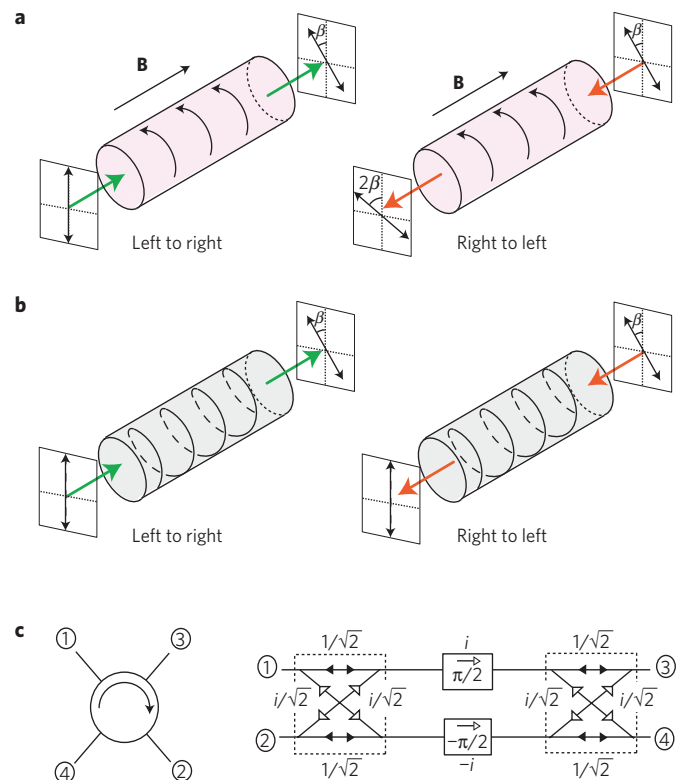 a
B
β
Left to right
B
β
2β
Right to left
b
β
Left to right
β
Right to left
c
① ③
④ ②
1/√2 i 1/√2
① π/2 ③
i/√2 i/√2 i/√2 i/√2
② −π/2 ④
1/√2 −i 1/√2